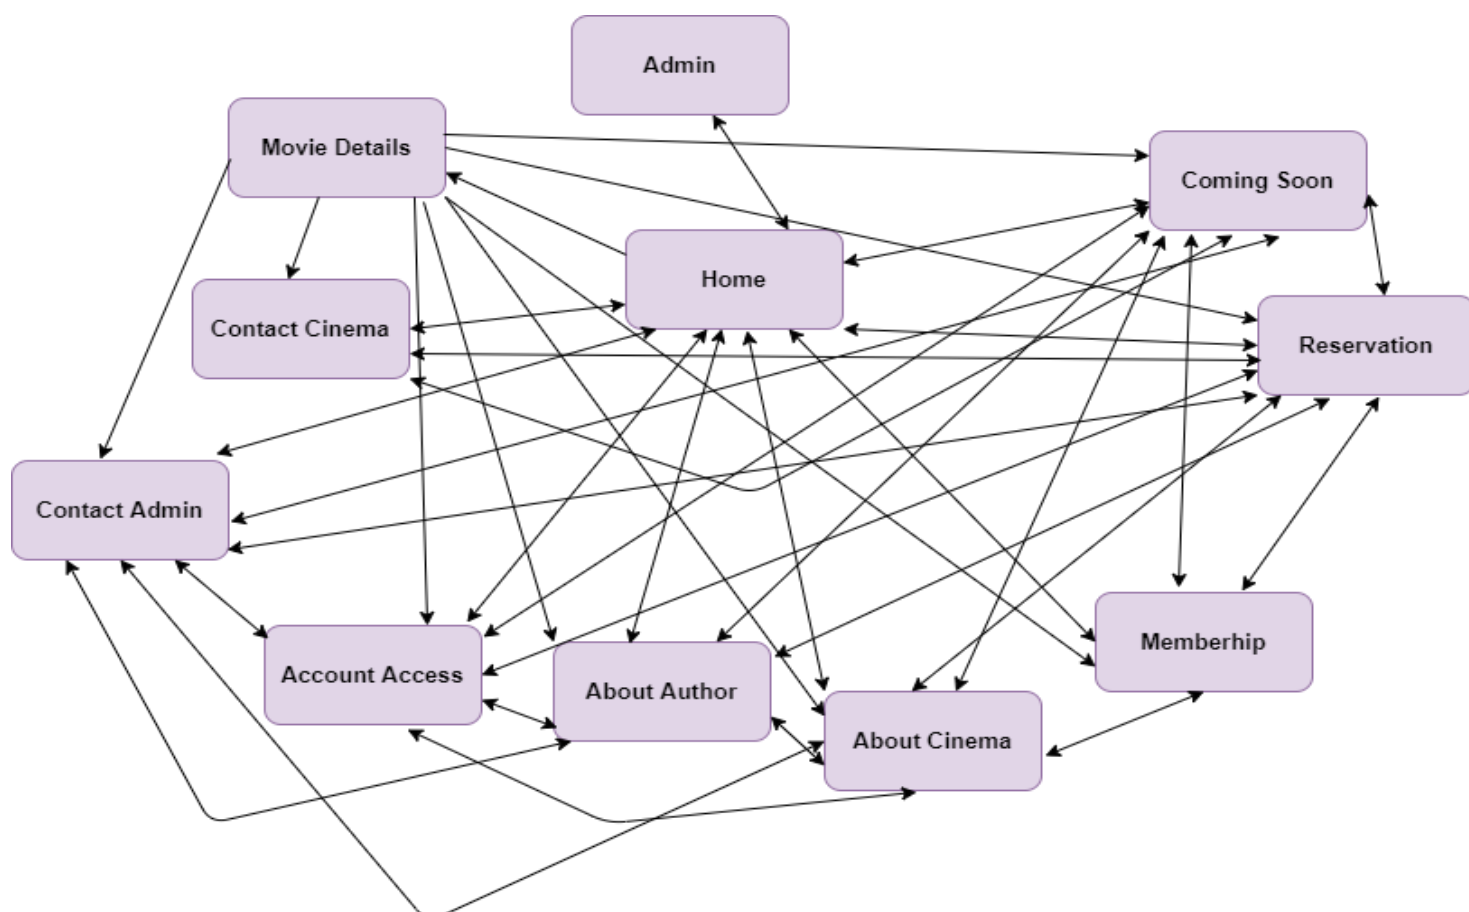 Admin
Movie Details
Coming Soon
Home
Contact Cinema
Reservation
Contact Admin
Memberhip
Account Access
About Author
About Cinema